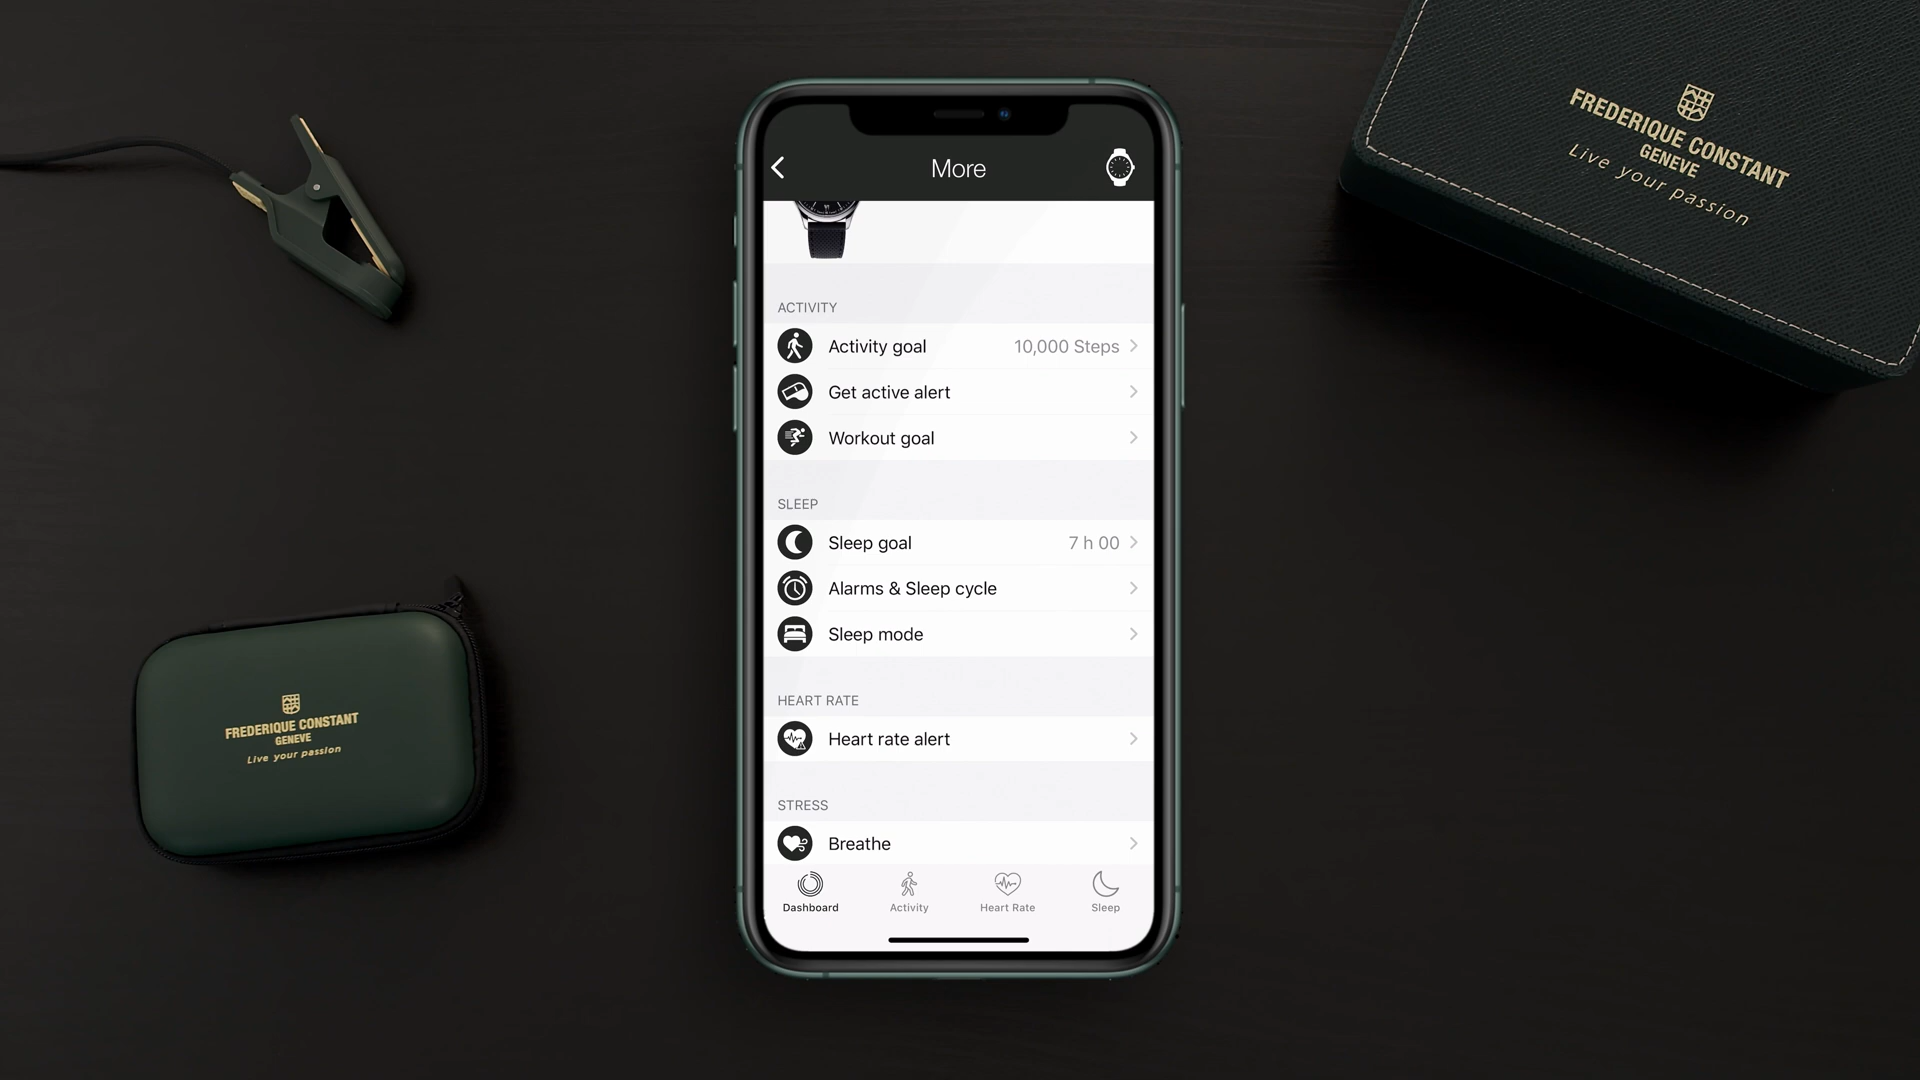 More
ACTIVITY
Activity goal 10,000 Steps
Get active alert
Workout goal
SLEEP
Sleep goal 7 h 00
Alarms & Sleep cycle
Sleep mode
HEART RATE
Heart rate alert
STRESS
Breathe
Dashboard Activity Heart Rate Sleep
FREDERIQUE CONSTANT
GENEVE
Live your passion
FREDERIQUE CONSTANT
GENEVE
Live your passion